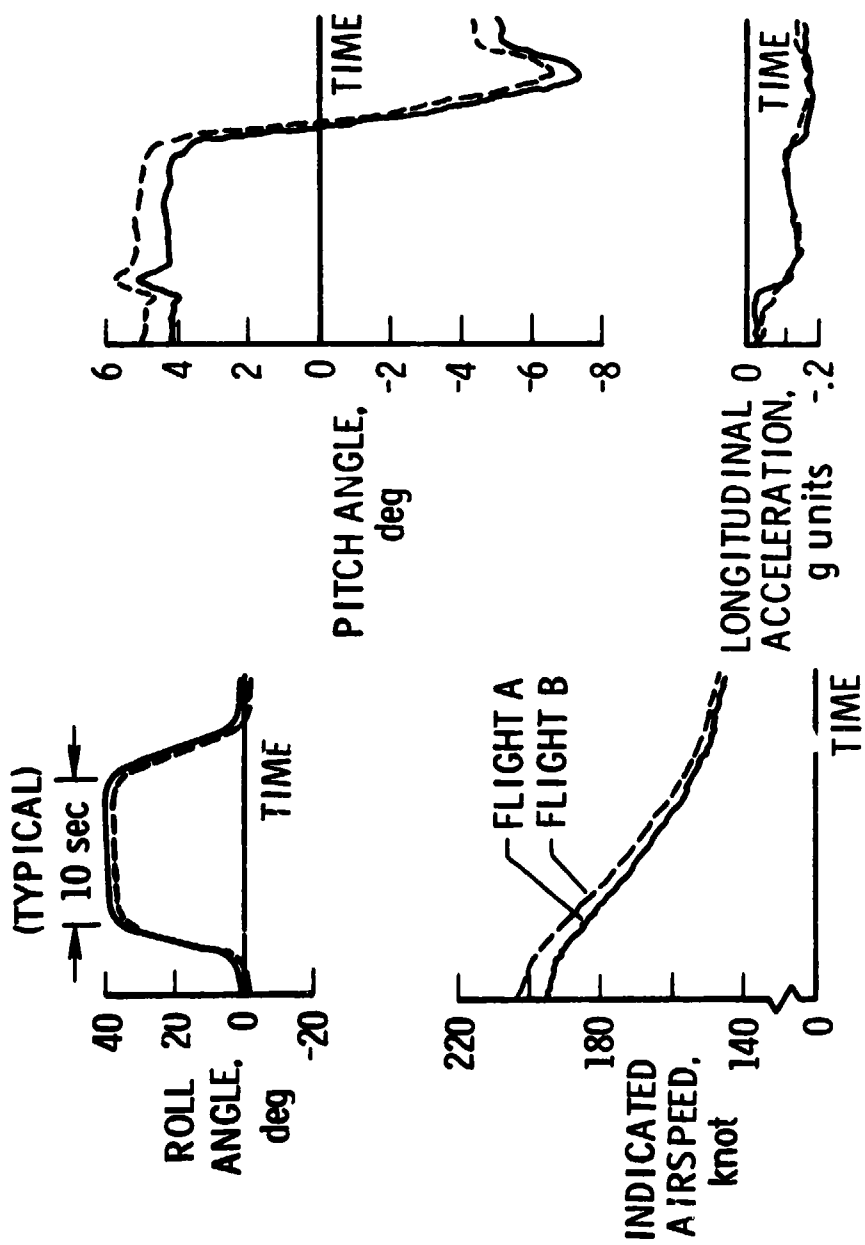 (TYPICAL)
10 sec
40
20
0
-20
ROLL
ANGLE,
deg
TIME
220
180
140
0
INDICATED
AIRSPEED,
knot
FLIGHT A
FLIGHT B
TIME
6
4
2
0
-2
-4
-6
-8
PITCH ANGLE,
deg
TIME
0
-.2
LONGITUDINAL
ACCELERATION,
g units
TIME